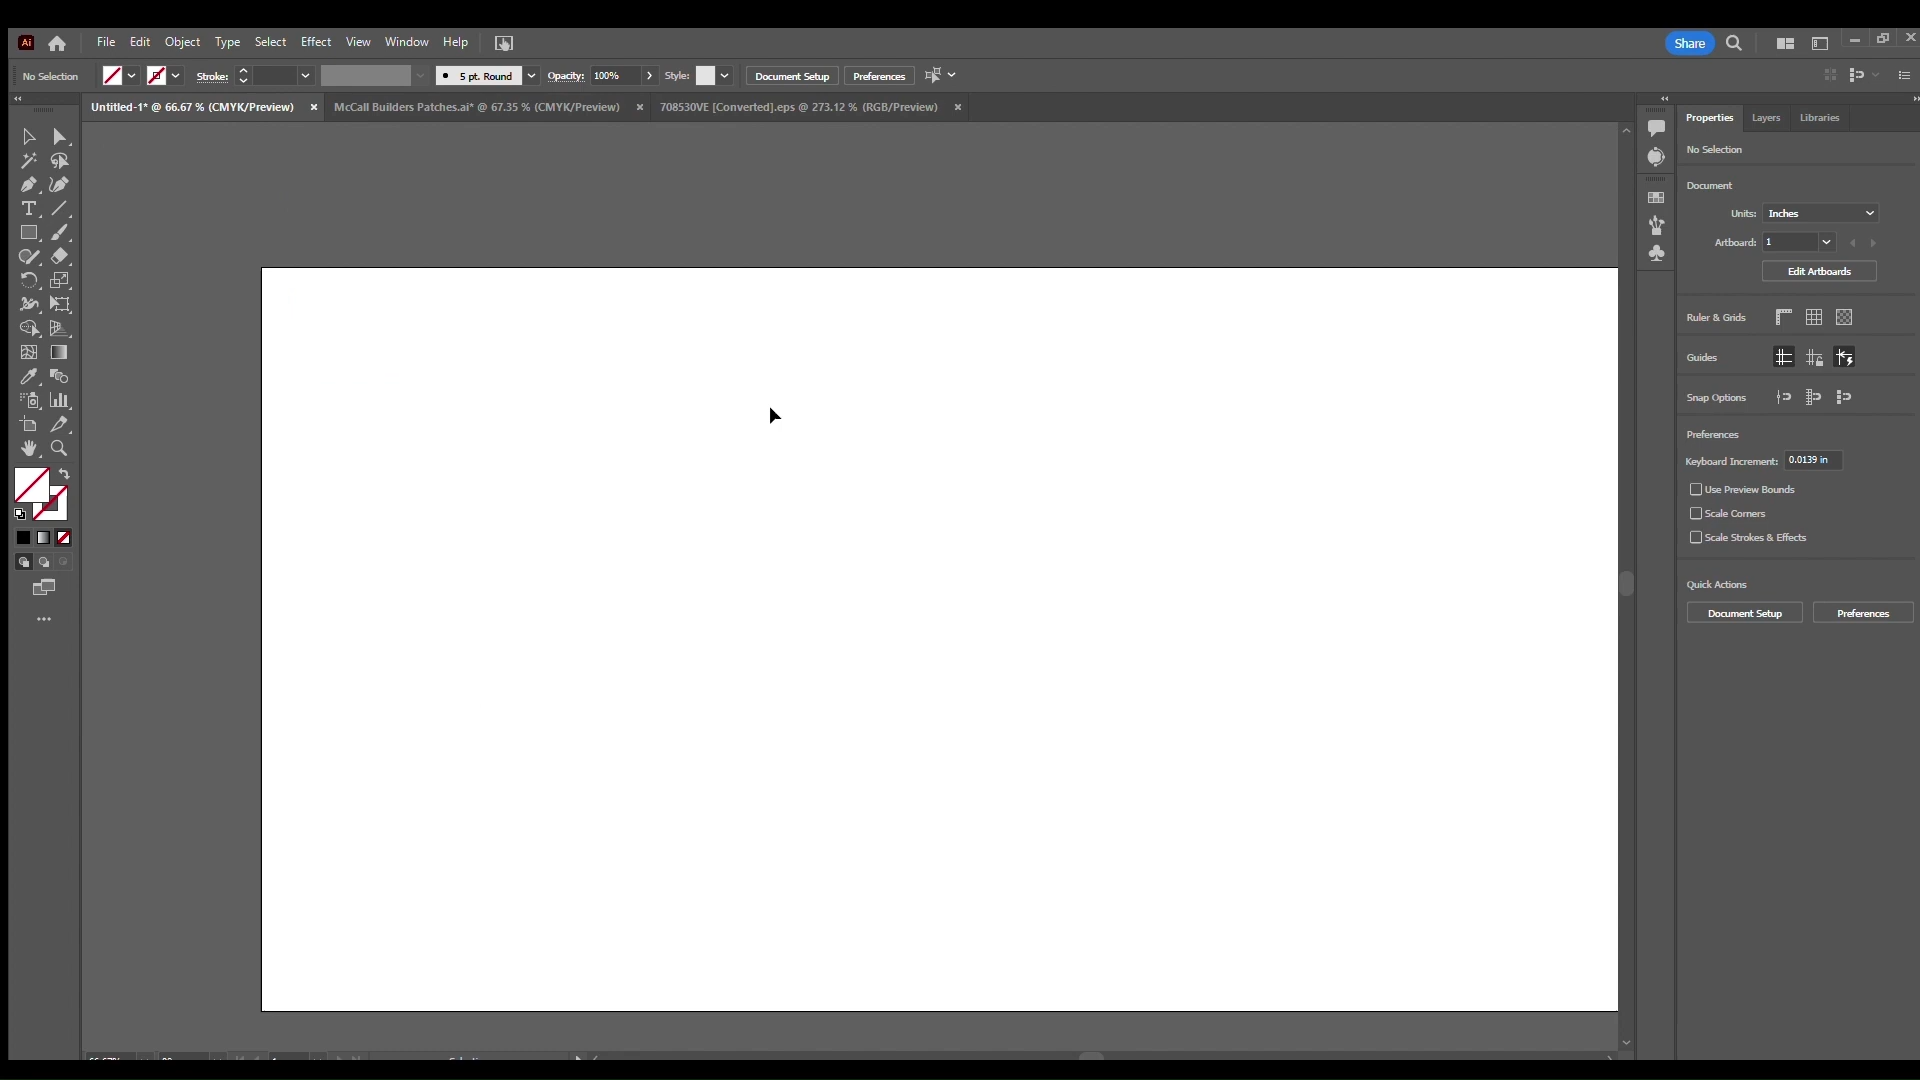 Ai File Edit Object Type Select Effect View Window Help Share
No Selection Stroke: 5 pt. Round Opacity: 100% Style: Document Setup Preferences
Untitled-1* @ 66.67 % (CMYK/Preview) × McCall Builders Patches.ai* @ 67.35 % (CMYK/Preview) × 708530VE [Converted].eps @ 273.12 % (RGB/Preview) ×
Properties Layers Libraries
No Selection
Document
Units: Inches
Artboard: 1
Edit Artboards
Ruler & Grids
Guides
Snap Options
Preferences
Keyboard Increment: 0.0139 in
Use Preview Bounds
Scale Corners
Scale Strokes & Effects
Quick Actions
Document Setup Preferences